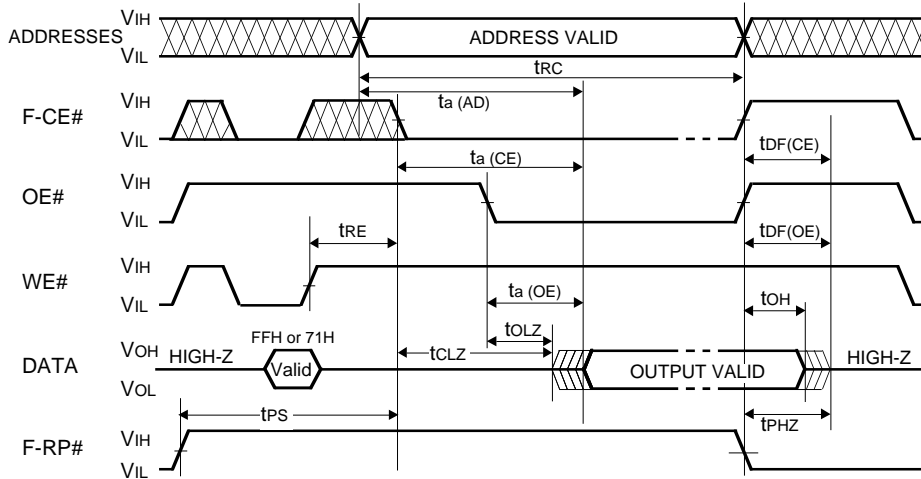 VIH
ADDRESSES
ADDRESS VALID
VIL
tRC
VIH
ta (AD)
F-CE#
VIL
tDF(CE)
ta (CE)
VIH
OE#
VIL
tRE
tDF(OE)
VIH
WE#
ta (OE)
tOH
VIL
tOLZ
FFH or 71H
VOH
HIGH-Z
tCLZ
HIGH-Z
DATA
Valid
OUTPUT VALID
VOL
tPS
tPHZ
VIH
F-RP#
VIL